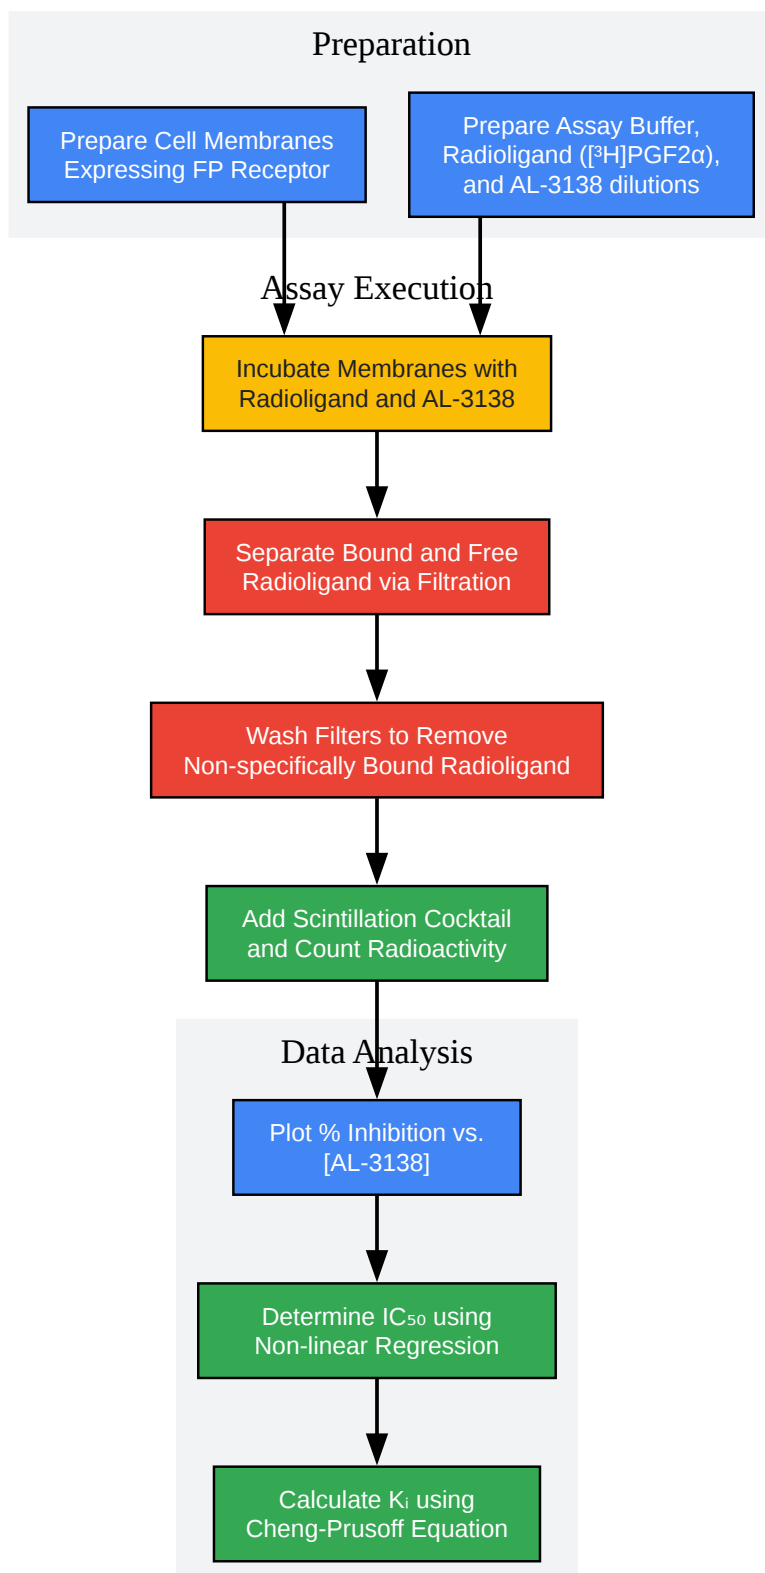 Preparation
Prepare Cell Membranes
Expressing FP Receptor
Prepare Assay Buffer,
Radioligand ([³H]PGF2α),
and AL-3138 dilutions
Assay Execution
Incubate Membranes with
Radioligand and AL-3138
Separate Bound and Free
Radioligand via Filtration
Wash Filters to Remove
Non-specifically Bound Radioligand
Add Scintillation Cocktail
and Count Radioactivity
Data Analysis
Plot % Inhibition vs.
[AL-3138]
Determine IC₅₀ using
Non-linear Regression
Calculate Kᵢ using
Cheng-Prusoff Equation